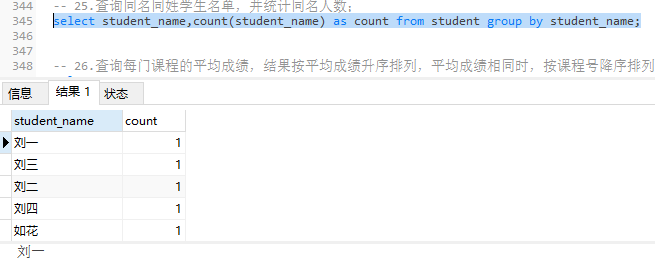 344 -- 25.查询同名同姓学生名单，并统计同名人数；
345 select student_name,count(student_name) as count from student group by student_name;
346
347
348 -- 26.查询每门课程的平均成绩，结果按平均成绩升序排列，平均成绩相同时，按课程号降序排列
信息 结果 1 状态
student_name count
刘一 1
刘三 1
刘二 1
刘四 1
如花 1
刘一